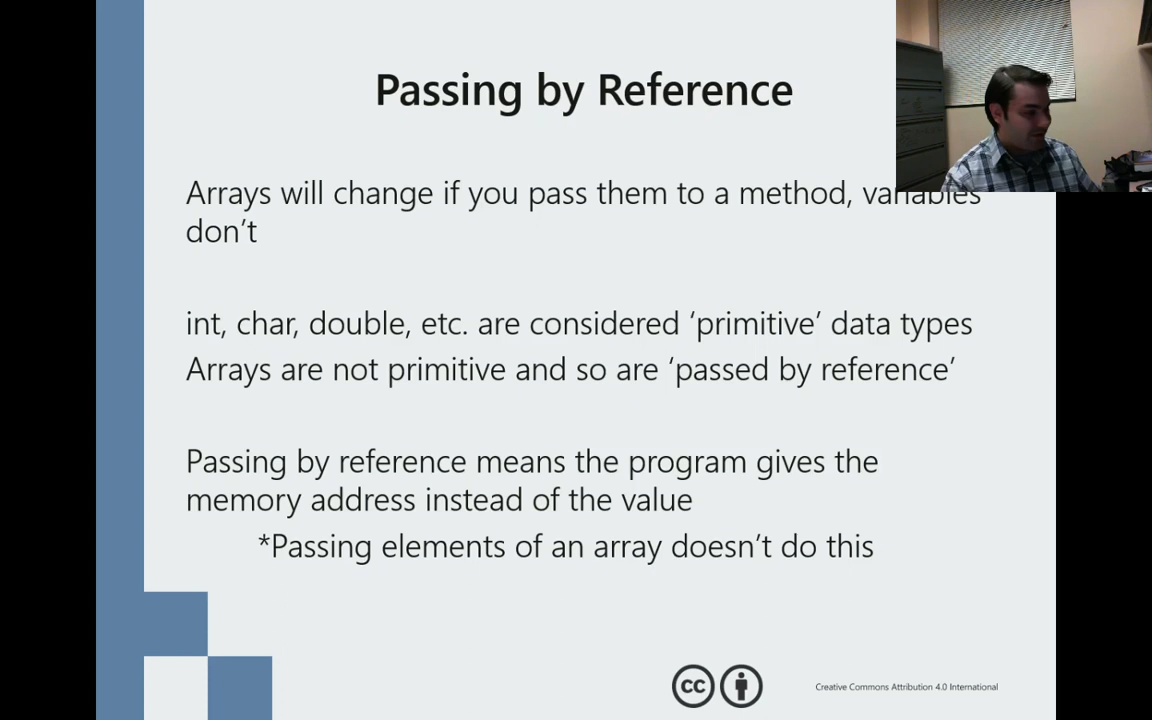 Passing by Reference
Arrays will change if you pass them to a method, variables
don’t
int, char, double, etc. are considered ‘primitive’ data types
Arrays are not primitive and so are ‘passed by reference’
Passing by reference means the program gives the
memory address instead of the value
*Passing elements of an array doesn’t do this
cc
Creative Commons Attribution 4.0 International